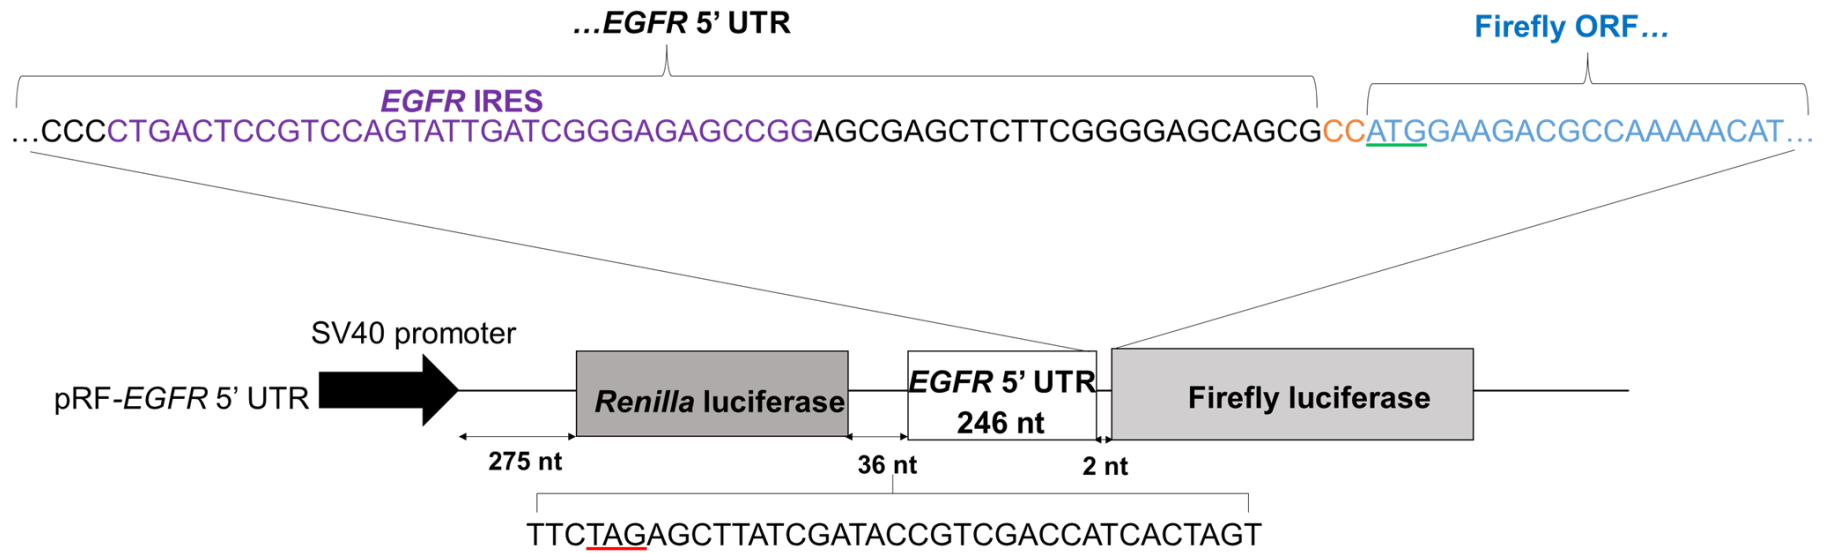 ...EGFR 5’ UTR
Firefly ORF...
EGFR IRES
...CCCCTGACTCCGTCCAGTATTGATCGGGAGAGCCGGAGCGAGCTCTTCGGGGAGCAGCGCCATGGAAGACGCCAAAAACAT...
SV40 promoter
pRF-EGFR 5’ UTR
Renilla luciferase
EGFR 5’ UTR
246 nt
Firefly luciferase
275 nt
36 nt
2 nt
TTCTAGAGCTTATCGATACCGTCGACCATCACTAGT